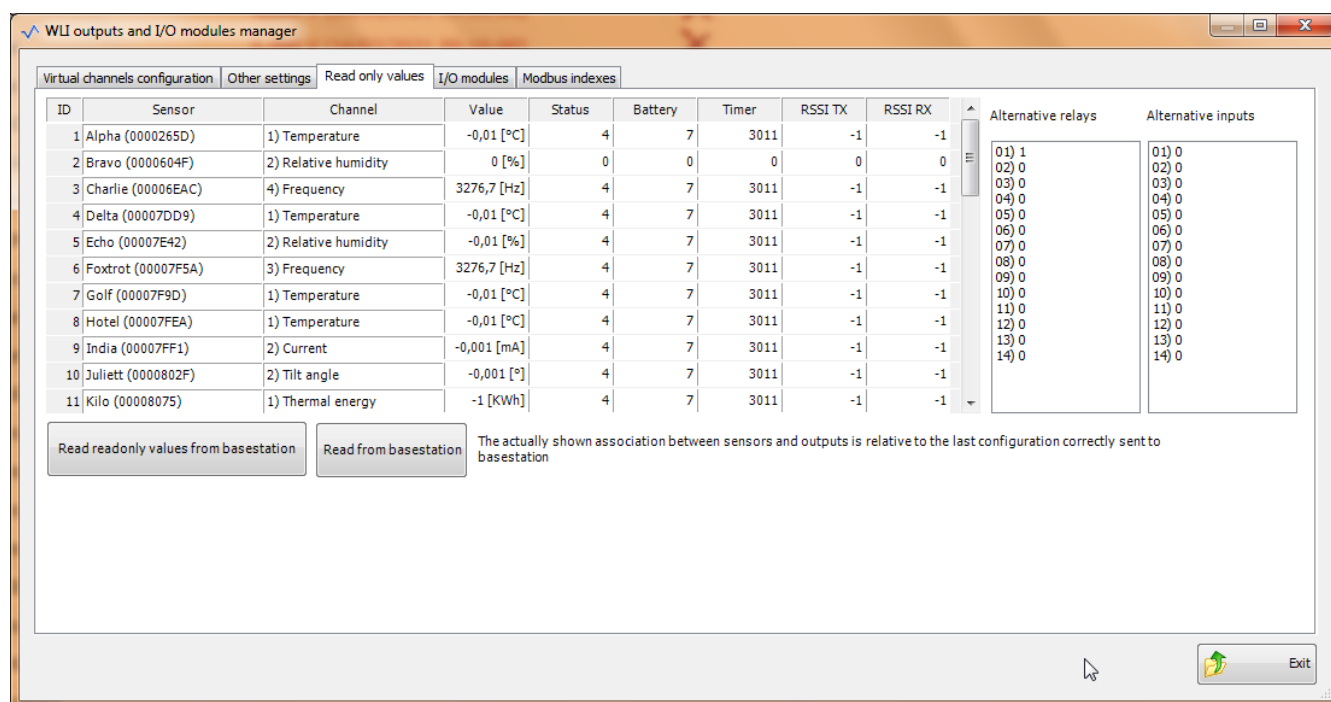 WLI outputs and I/O modules manager
Virtual channels configuration Other settings Read only values I/O modules Modbus indexes
ID Sensor Channel Value Status Battery Timer RSSI TX RSSI RX
1 Alpha (0000265D) 1) Temperature -0,01 [°C] 4 7 3011 -1 -1
2 Bravo (0000604F) 2) Relative humidity 0 [%] 0 0 0 0 0
3 Charlie (00006EAC) 4) Frequency 3276,7 [Hz] 4 7 3011 -1 -1
4 Delta (00007DD9) 1) Temperature -0,01 [°C] 4 7 3011 -1 -1
5 Echo (00007E42) 2) Relative humidity -0,01 [%] 4 7 3011 -1 -1
6 Foxtrot (00007F5A) 3) Frequency 3276,7 [Hz] 4 7 3011 -1 -1
7 Golf (00007F9D) 1) Temperature -0,01 [°C] 4 7 3011 -1 -1
8 Hotel (00007FEA) 1) Temperature -0,01 [°C] 4 7 3011 -1 -1
9 India (00007FF1) 2) Current -0,001 [mA] 4 7 3011 -1 -1
10 Juliett (0000802F) 2) Tilt angle -0,001 [°] 4 7 3011 -1 -1
11 Kilo (00008075) 1) Thermal energy -1 [KWh] 4 7 3011 -1 -1
Alternative relays
01) 1
02) 0
03) 0
04) 0
05) 0
06) 0
07) 0
08) 0
09) 0
10) 0
11) 0
12) 0
13) 0
14) 0
Alternative inputs
01) 0
02) 0
03) 0
04) 0
05) 0
06) 0
07) 0
08) 0
09) 0
10) 0
11) 0
12) 0
13) 0
14) 0
Read readonly values from basestation
Read from basestation
The actually shown association between sensors and outputs is relative to the last configuration correctly sent to
basestation
Exit